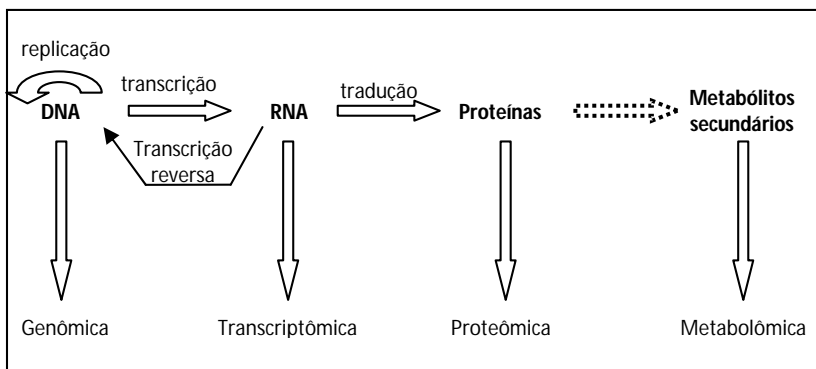 replicação
transcrição
tradução
DNA
RNA
Proteínas
Metabólitos
secundários
Transcrição
reversa
Genômica
Transcriptômica
Proteômica
Metabolômica